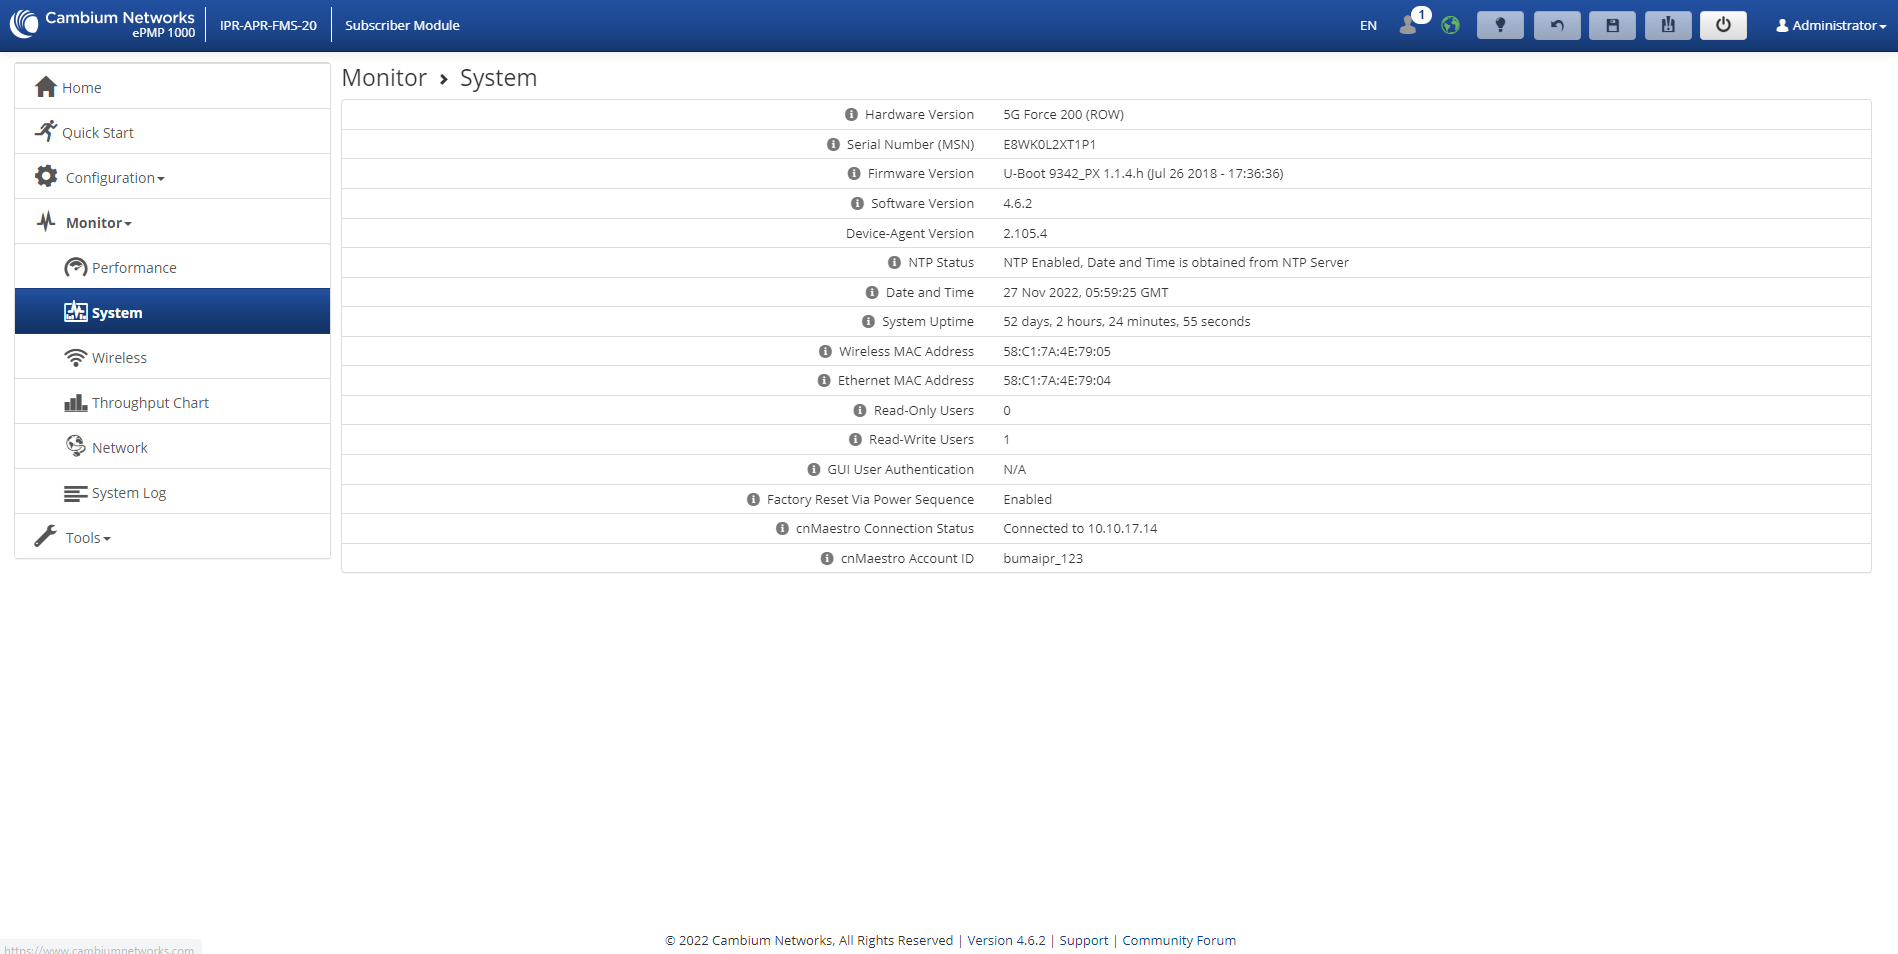 Cambium Networks
ePMP 1000
IPR-APR-FMS-20
Subscriber Module
EN
1
Administrator
Home
Quick Start
Configuration
Monitor
Performance
System
Wireless
Throughput Chart
Network
System Log
Tools
Monitor > System
Hardware Version 5G Force 200 (ROW)
Serial Number (MSN) E8WK0L2XT1P1
Firmware Version U-Boot 9342_PX 1.1.4.h (Jul 26 2018 - 17:36:36)
Software Version 4.6.2
Device-Agent Version 2.105.4
NTP Status NTP Enabled, Date and Time is obtained from NTP Server
Date and Time 27 Nov 2022, 05:59:25 GMT
System Uptime 52 days, 2 hours, 24 minutes, 55 seconds
Wireless MAC Address 58:C1:7A:4E:79:05
Ethernet MAC Address 58:C1:7A:4E:79:04
Read-Only Users 0
Read-Write Users 1
GUI User Authentication N/A
Factory Reset Via Power Sequence Enabled
cnMaestro Connection Status Connected to 10.10.17.14
cnMaestro Account ID bumaipr_123
© 2022 Cambium Networks, All Rights Reserved | Version 4.6.2 | Support | Community Forum
https://www.cambiumnetworks.com